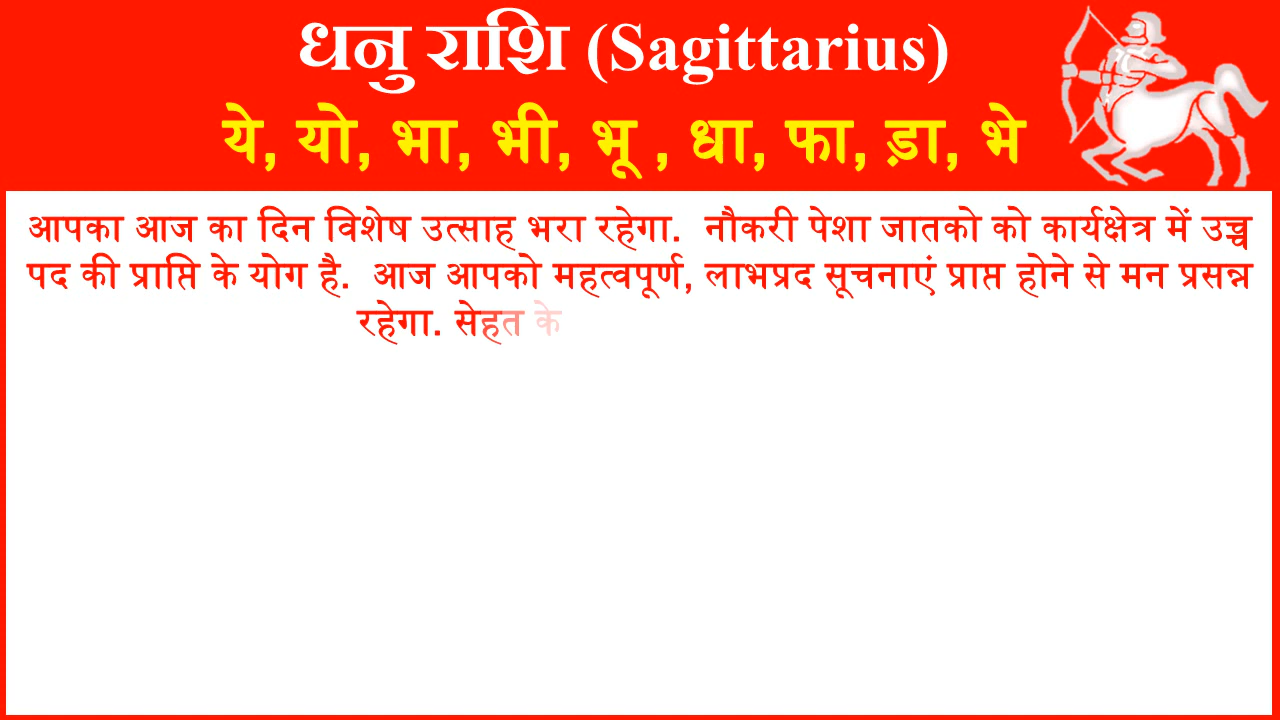 धनु राशि (Sagittarius)
ये, यो, भा, भी, भू , धा, फा, ड़ा, भे
आपका आज का दिन विशेष उत्साह भरा रहेगा. नौकरी पेशा जातको को कार्यक्षेत्र में उच्च
पद की प्राप्ति के योग है. आज आपको महत्वपूर्ण, लाभप्रद सूचनाएं प्राप्त होने से मन प्रसन्न
रहेगा. सेहत के